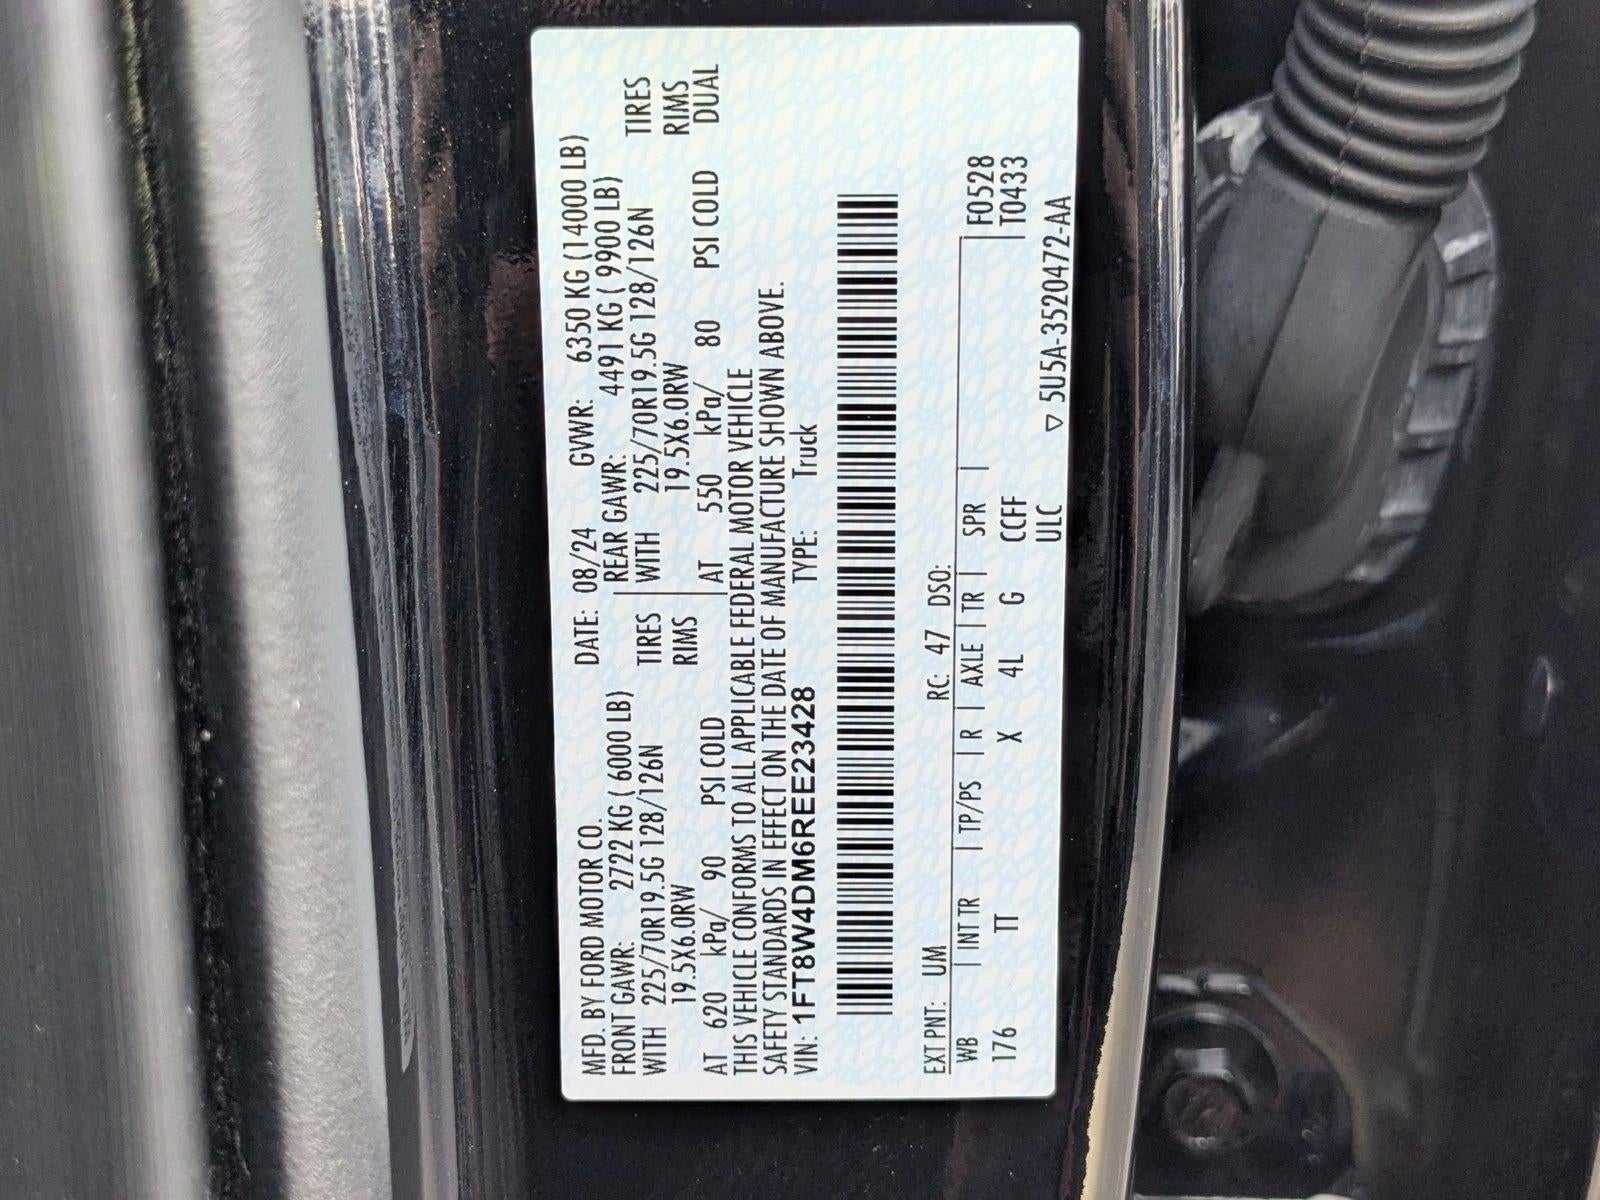 MFD. BY FORD MOTOR CO.
DATE: 08/24 GVWR: 6350 KG (14000 LB)
FRONT GAWR: 2722 KG ( 6000 LB)
REAR GAWR: 4491 KG ( 9900 LB)
WITH 225/70R19.5G 128/126N TIRES
WITH 225/70R19.5G 128/126N TIRES
19.5X6.0RW RIMS
19.5X6.0RW RIMS
AT 620 kPa/ 90 PSI COLD
AT 550 kPa/ 80 PSI COLD DUAL
THIS VEHICLE CONFORMS TO ALL APPLICABLE FEDERAL MOTOR VEHICLE
SAFETY STANDARDS IN EFFECT ON THE DATE OF MANUFACTURE SHOWN ABOVE.
VIN: 1FT8W4DM6REE23428 TYPE: Truck
EXT PNT: UM RC: 47 DSO: F0528
WB | INT TR | TP/PS | R | AXLE | TR | SPR | T0433
176 TT X 4L G CCFF
ULC ▽ 5U5A-3520472-AA